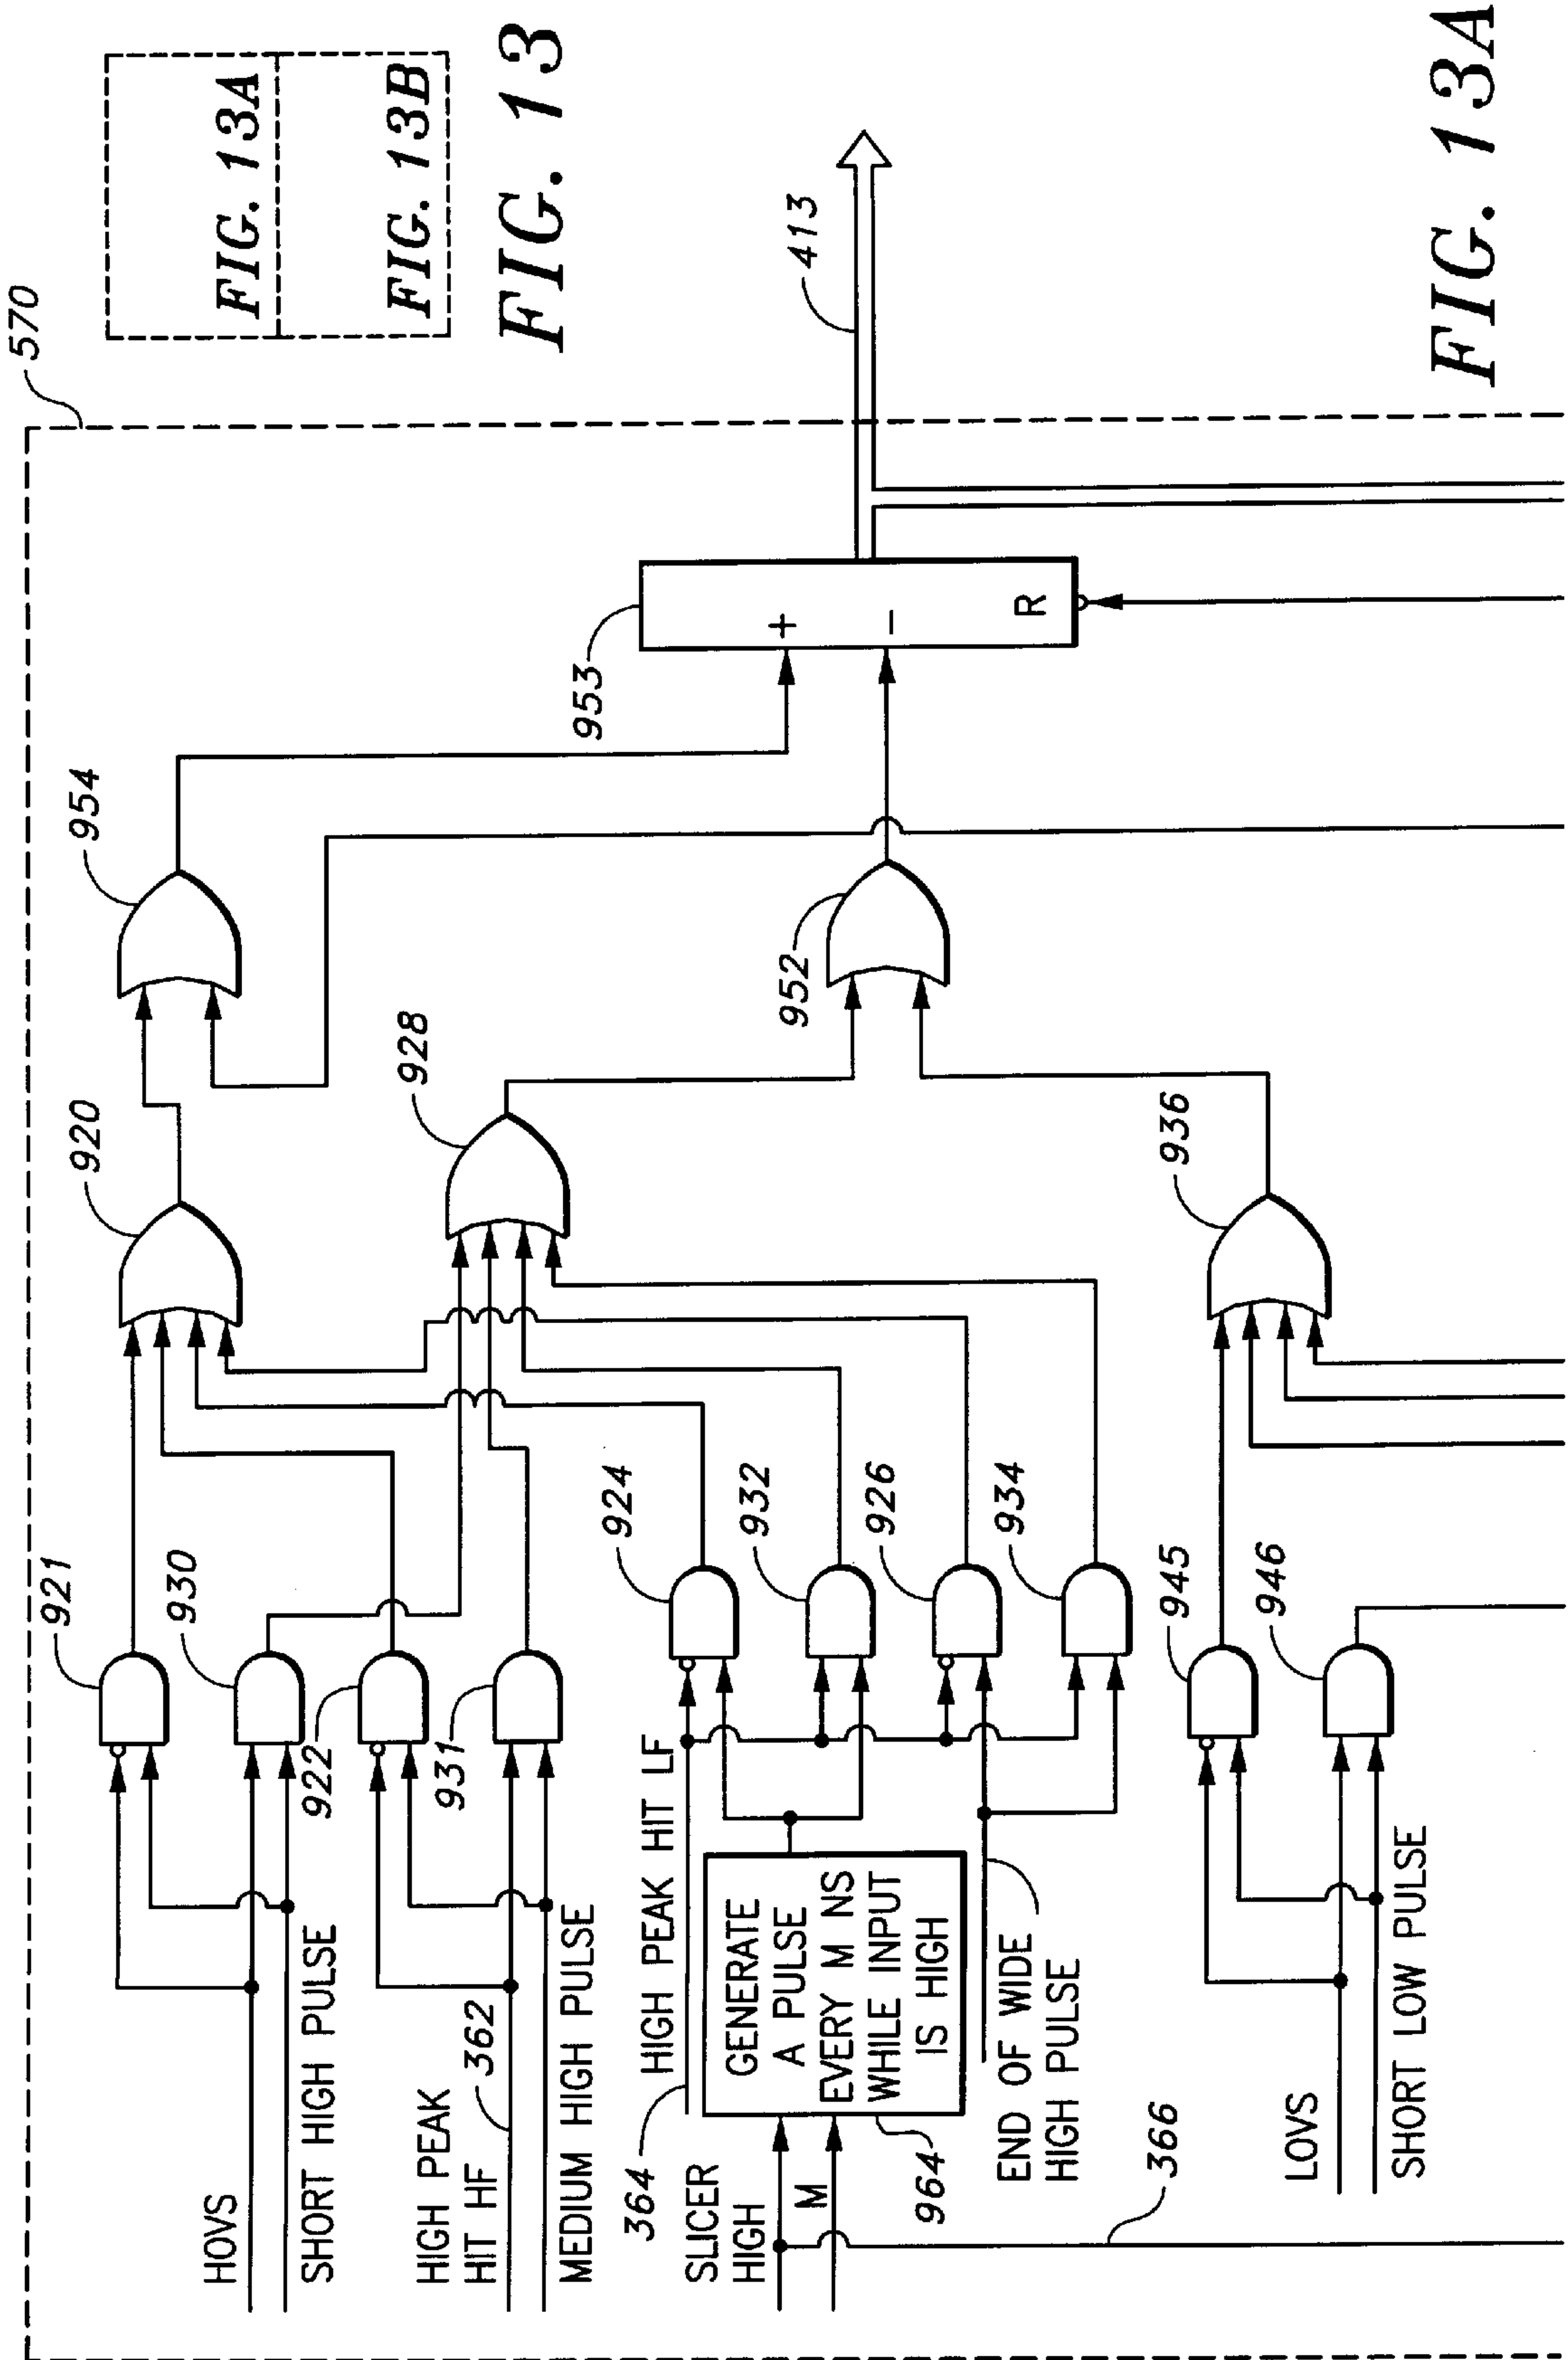 570
FIG. 13A
FIG. 13B
FIG. 13
921
930
922
931
920
954
928
953
413
HOVS
SHORT HIGH PULSE
HIGH PEAK
HIT HF
362
MEDIUM HIGH PULSE
364
HIGH PEAK HIT LF
SLICER
HIGH
M
GENERATE
A PULSE
EVERY M NS
WHILE INPUT
IS HIGH
964
END OF WIDE
HIGH PULSE
924
932
926
934
952
+
−
R
366
LOVS
SHORT LOW PULSE
945
946
936
FIG. 13A